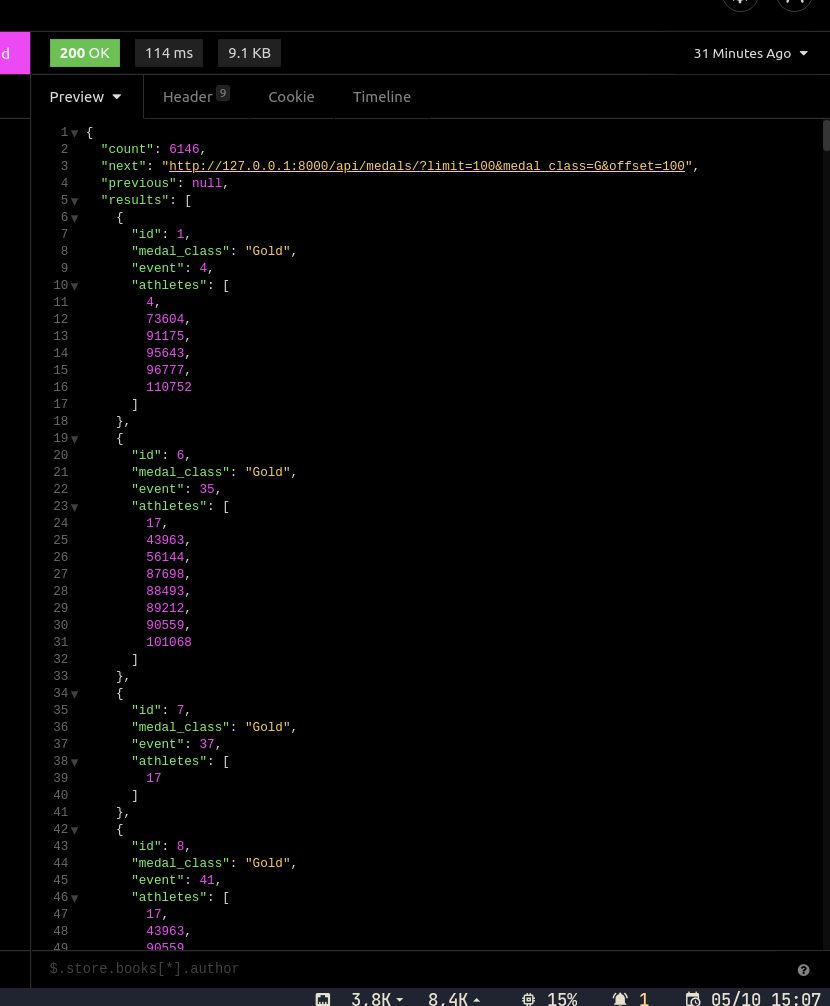 d
200 OK 114 ms 9.1 KB 31 Minutes Ago
Preview Header 9 Cookie Timeline
1 {
2 "count": 6146,
3 "next": "http://127.0.0.1:8000/api/medals/?limit=100&medal_class=G&offset=100",
4 "previous": null,
5 "results": [
6 {
7 "id": 1,
8 "medal_class": "Gold",
9 "event": 4,
10 "athletes": [
11 4,
12 73604,
13 91175,
14 95643,
15 96777,
16 110752
17 ]
18 },
19 {
20 "id": 6,
21 "medal_class": "Gold",
22 "event": 35,
23 "athletes": [
24 17,
25 43963,
26 56144,
27 87698,
28 88493,
29 89212,
30 90559,
31 101068
32 ]
33 },
34 {
35 "id": 7,
36 "medal_class": "Gold",
37 "event": 37,
38 "athletes": [
39 17
40 ]
41 },
42 {
43 "id": 8,
44 "medal_class": "Gold",
45 "event": 41,
46 "athletes": [
47 17,
48 43963,
49 90559
$.store.books[*].author
3,8K 8,4K 15% 1 05/10 15:07